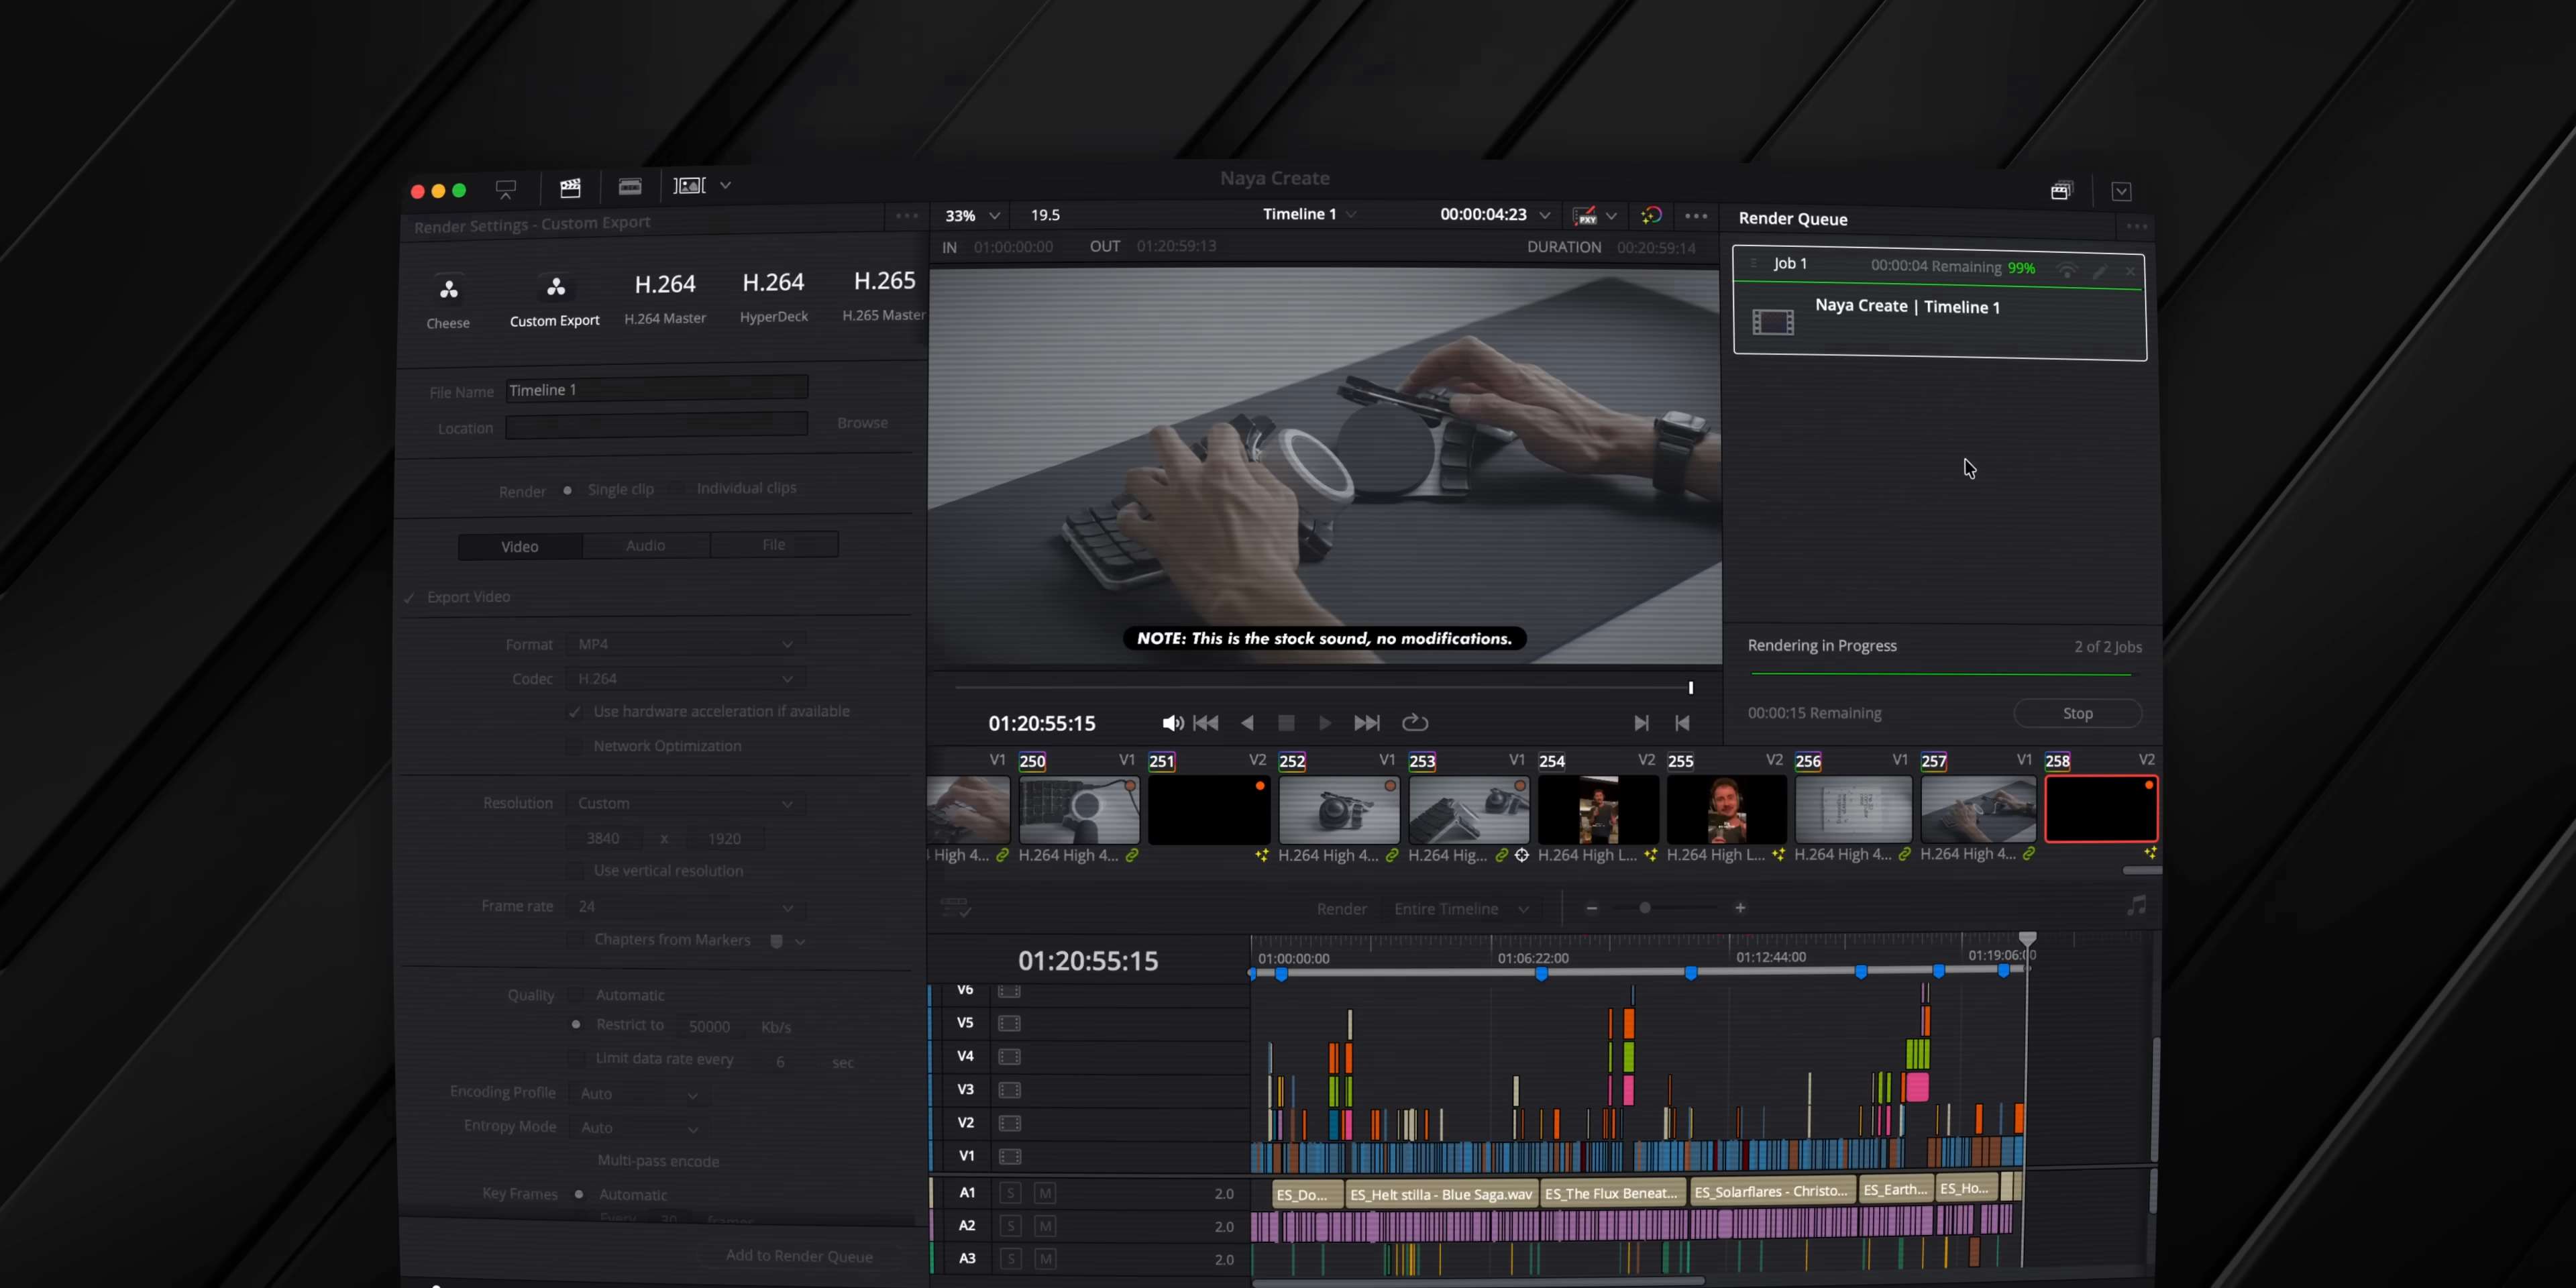 Naya Create
Render Settings - Custom Export
33%
19.5
Timeline 1
00:00:04:23
PXY
Render Queue
IN 01:00:00:00
OUT 01:20:59:13
DURATION 00:20:59:14
Cheese
Custom Export
H.264
H.264 Master
H.264
HyperDeck
H.265
H.265 Master
Job 1
00:00:04 Remaining 99%
Naya Create | Timeline 1
File Name Timeline 1
Location
Browse
Render Single clip Individual clips
Video Audio File
Export Video
Format MP4
Codec H.264
Use hardware acceleration if available
Network Optimization
Resolution Custom
3840 x 1920
Use vertical resolution
Frame rate 24
Chapters from Markers
Quality Automatic
Restrict to 50000 Kb/s
Limit data rate every 6 sec
Encoding Profile Auto
Entropy Mode Auto
Multi-pass encode
Key Frames Automatic
Every 30 frames
Add to Render Queue
NOTE: This is the stock sound, no modifications.
Rendering in Progress
2 of 2 Jobs
00:00:15 Remaining
Stop
01:20:55:15
V1 250 V1 251 V2 252 V1 253 V1 254 V2 255 V2 256 V1 257 V1 258 V2
High 4... H.264 High 4... H.264 High 4... H.264 Hig... H.264 High L... H.264 High L... H.264 High 4... H.264 High 4...
Render Entire Timeline
01:20:55:15
01:00:00:00
01:06:22:00
01:12:44:00
01:19:06:00
V6
V5
V4
V3
V2
V1
A1 S M 2.0
ES_Do... ES_Helt stilla - Blue Saga.wav ES_The Flux Beneat... ES_Solarflares - Christo... ES_Earth... ES_Ho...
A2 S M 2.0
A3 S M 2.0